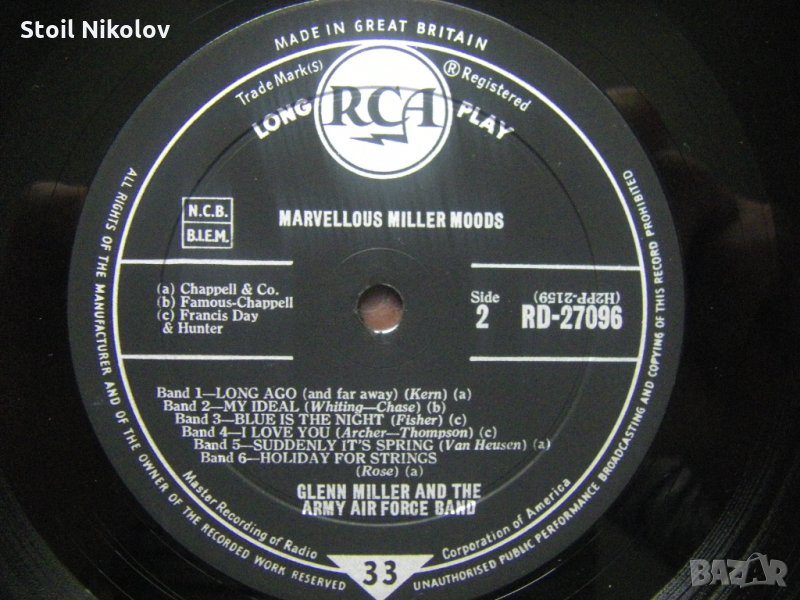 Stoil Nikolov
MADE IN GREAT BRITAIN
Trade Mark(s)
® Registered
LONG PLAY
RCA
N.C.B.
B.I.E.M.
MARVELLOUS MILLER MOODS
(a) Chappell & Co.
(b) Famous-Chappell
(c) Francis Day
& Hunter
Side
2
(H2PP-2159)
RD-27096
Band 1—LONG AGO (and far away) (Kern) (a)
Band 2—MY IDEAL (Whiting—Chase) (b)
Band 3—BLUE IS THE NIGHT (Fisher) (c)
Band 4—I LOVE YOU (Archer—Thompson) (c)
Band 5—SUDDENLY IT'S SPRING (Van Heusen) (a)
Band 6—HOLIDAY FOR STRINGS
(Rose) (a)
GLENN MILLER AND THE
ARMY AIR FORCE BAND
Master Recording of Radio Corporation of America
33
ALL RIGHTS OF THE MANUFACTURER AND OF THE OWNER OF THE RECORDED WORK RESERVED
UNAUTHORISED PUBLIC PERFORMANCE BROADCASTING AND COPYING OF THIS RECORD PROHIBITED
BAZAR
www.Bazar.bg